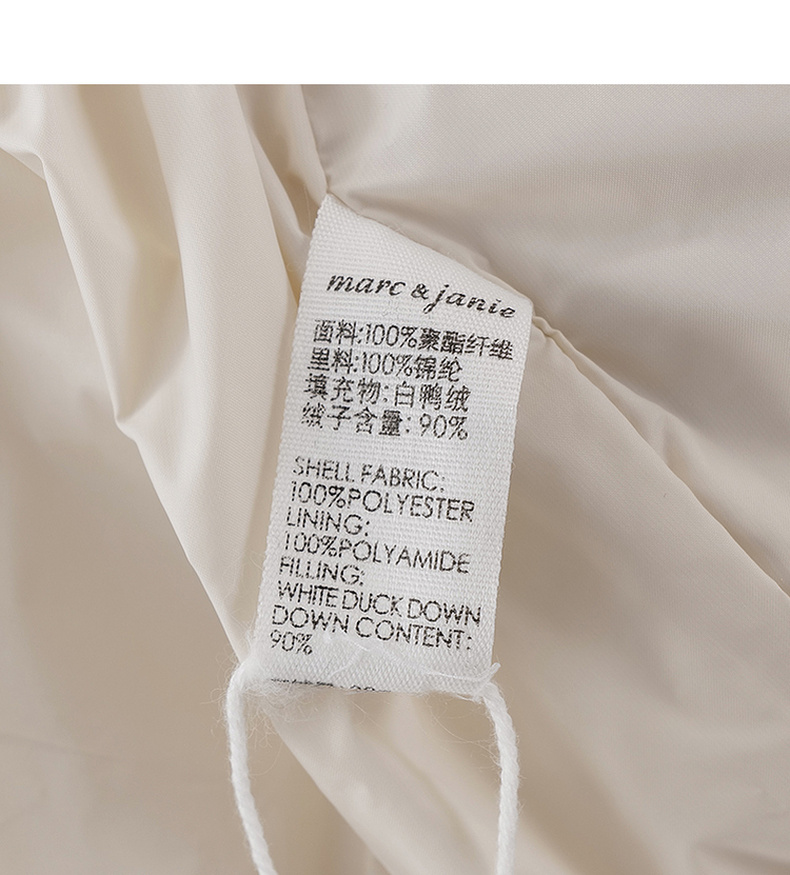 marc & janie
面料:100%聚酯纤维
里料:100%锦纶
填充物:白鸭绒
绒子含量:90%
SHELL FABRIC:
100%POLYESTER
LINING:
100%POLYAMIDE
FILLING:
WHITE DUCK DOWN
DOWN CONTENT:
90%